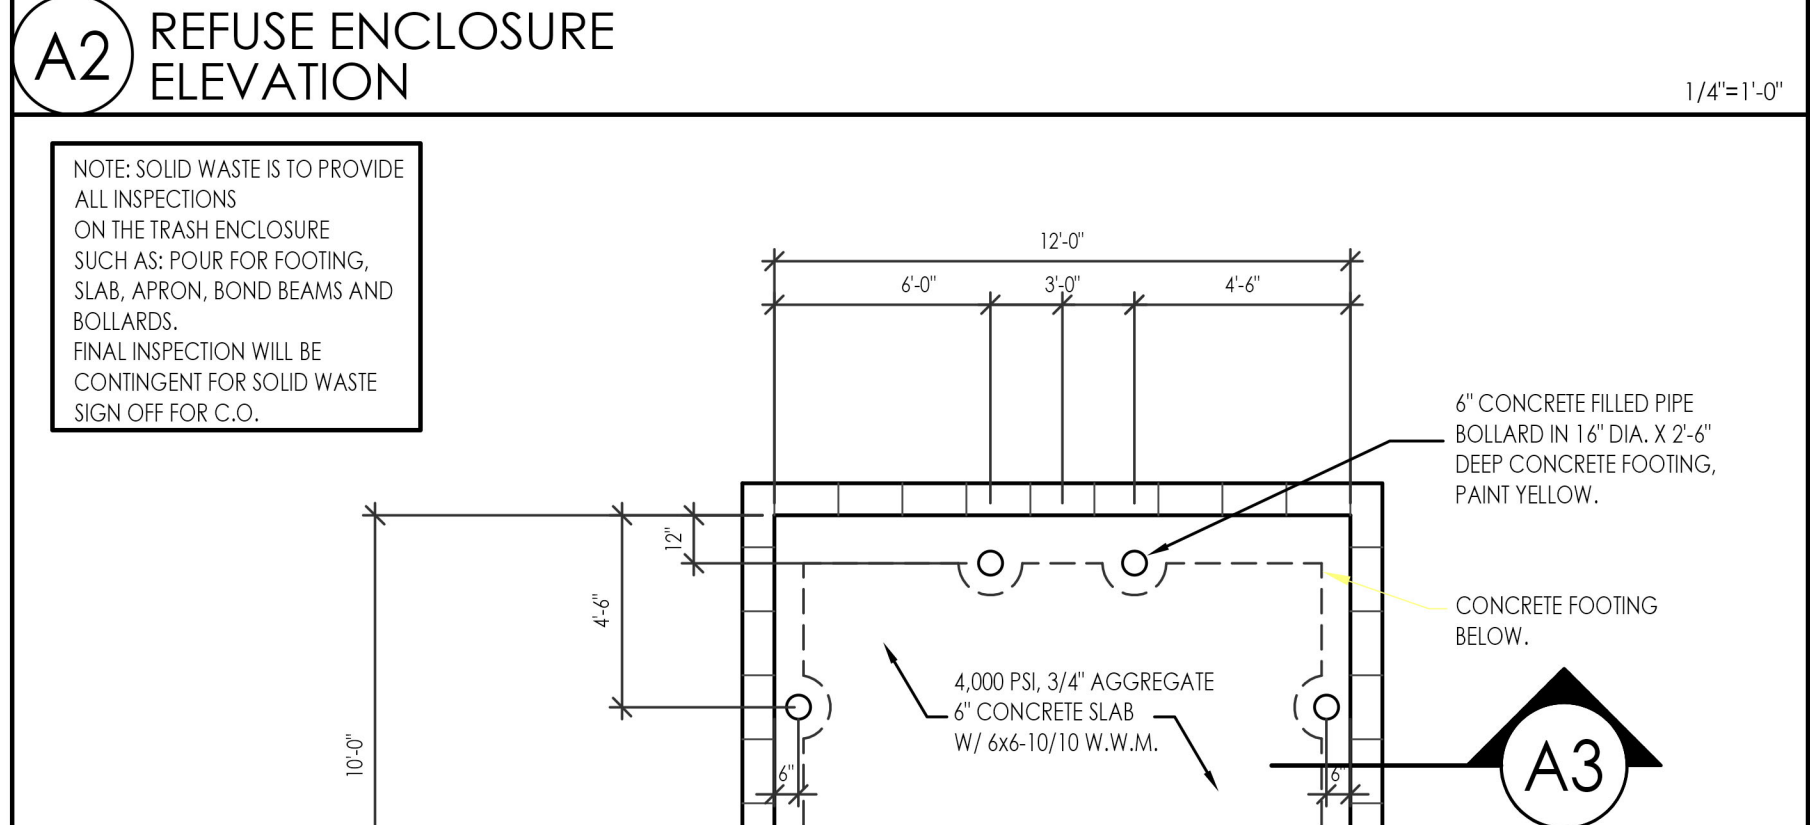 A2
REFUSE ENCLOSURE
ELEVATION
1/4"=1'-0"
NOTE: SOLID WASTE IS TO PROVIDE
ALL INSPECTIONS
ON THE TRASH ENCLOSURE
SUCH AS: POUR FOR FOOTING,
SLAB, APRON, BOND BEAMS AND
BOLLARDS.
FINAL INSPECTION WILL BE
CONTINGENT FOR SOLID WASTE
SIGN OFF FOR C.O.
12'-0"
6'-0"
3'-0"
4'-6"
6" CONCRETE FILLED PIPE
BOLLARD IN 16" DIA. X 2'-6"
DEEP CONCRETE FOOTING,
PAINT YELLOW.
12"
4'-6"
CONCRETE FOOTING
BELOW.
4,000 PSI, 3/4" AGGREGATE
6" CONCRETE SLAB
W/ 6x6-10/10 W.W.M.
10'-0"
6"
6"
A3